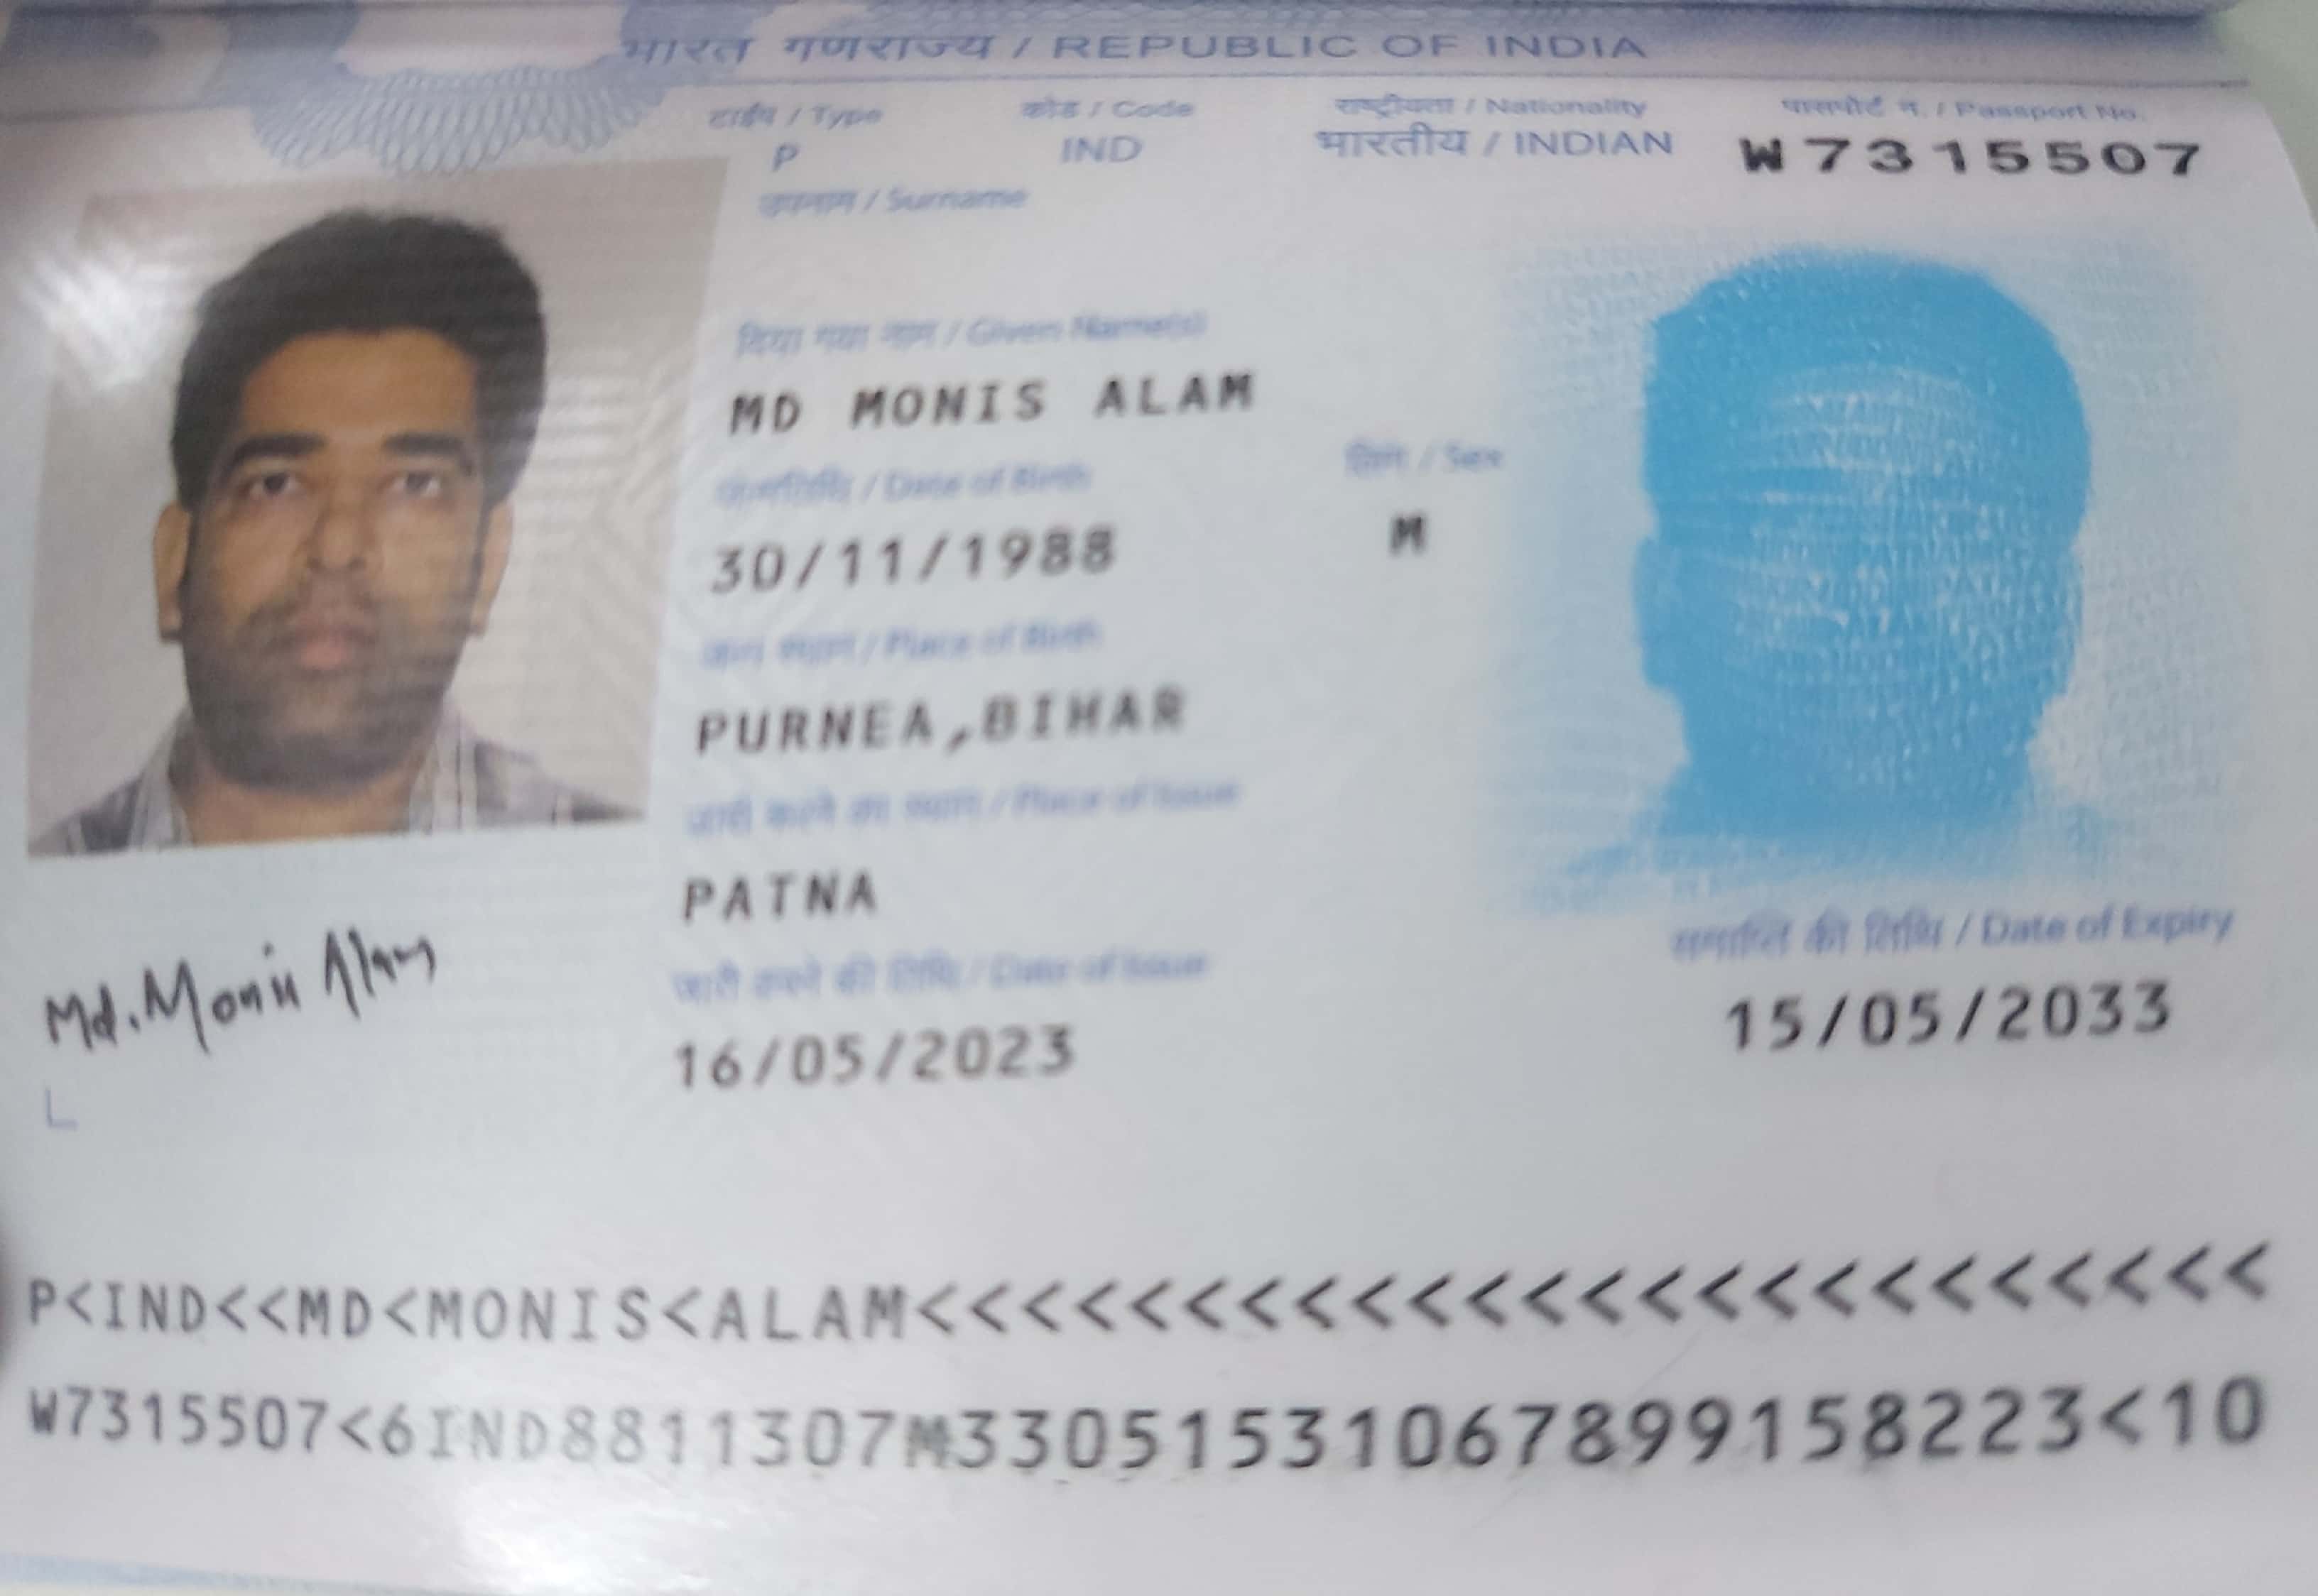 भारत गणराज्य / REPUBLIC OF INDIA
टाईप / Type
कोड / Code
राष्ट्रीयता / Nationality
पासपोर्ट न. / Passport No.
P
IND
भारतीय / INDIAN
W7315507
उपनाम / Surname
दिया गया नाम / Given Name(s)
MD MONIS ALAM
जन्मतिथि / Date of Birth
लिंग / Sex
30/11/1988
M
जन्म स्थान / Place of Birth
PURNEA,BIHAR
जारी करने का स्थान / Place of Issue
PATNA
जारी करने की तिथि / Date of Issue
समाप्ति की तिथि / Date of Expiry
16/05/2023
15/05/2033
Md. Monis Alam
P<IND<<MD<MONIS<ALAM<<<<<<<<<<<<<<<<<<<<<<<<
W7315507<6IND8811307M33051531067899158223<10